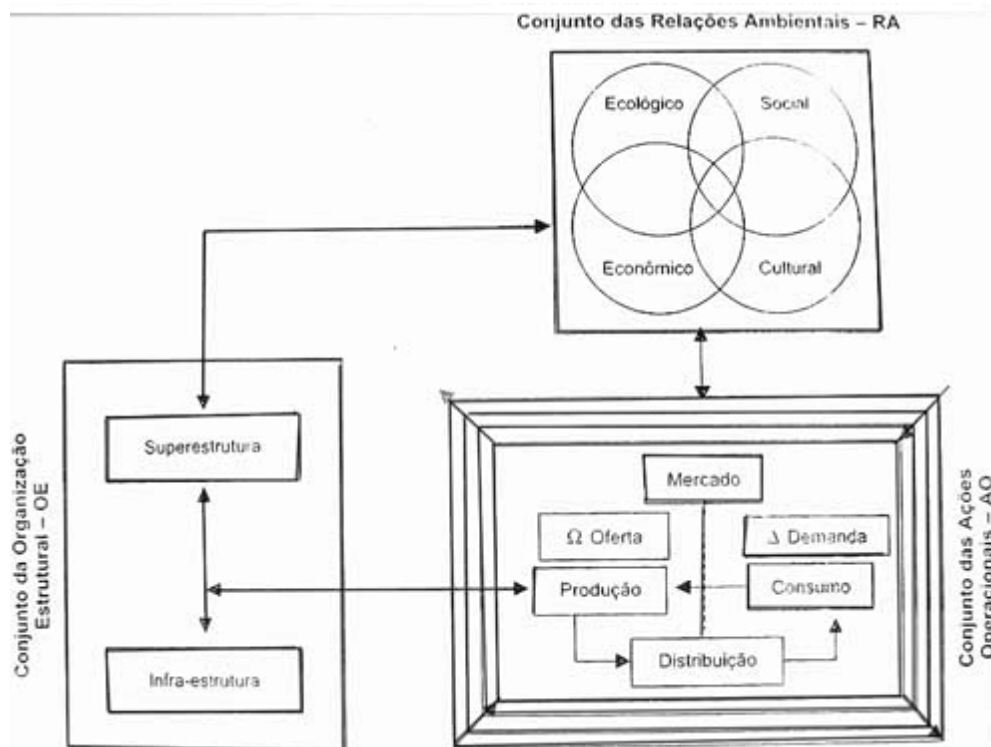 Conjunto das Relações Ambientais – RA
Ecológico
Social
Econômico
Cultural
Conjunto da Organização
Estrutural – OE
Superestrutura
Infra-estrutura
Mercado
Ω Oferta
Δ Demanda
Produção
Consumo
Distribuição
Conjunto das Ações
Operacionais – AO